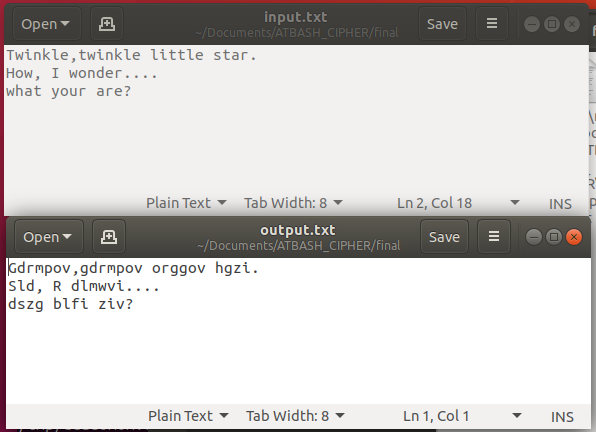 Open
input.txt
~/Documents/ATBASH_CIPHER/final
Save
Twinkle,twinkle little star.
How, I wonder....
what your are?
Plain Text Tab Width: 8 Ln 2, Col 18 INS
Open
output.txt
~/Documents/ATBASH_CIPHER/final
Save
Gdrmpov,gdrmpov orggov hgzi.
Sld, R dlmwvi....
dszg blfi ziv?
Plain Text Tab Width: 8 Ln 1, Col 1 INS